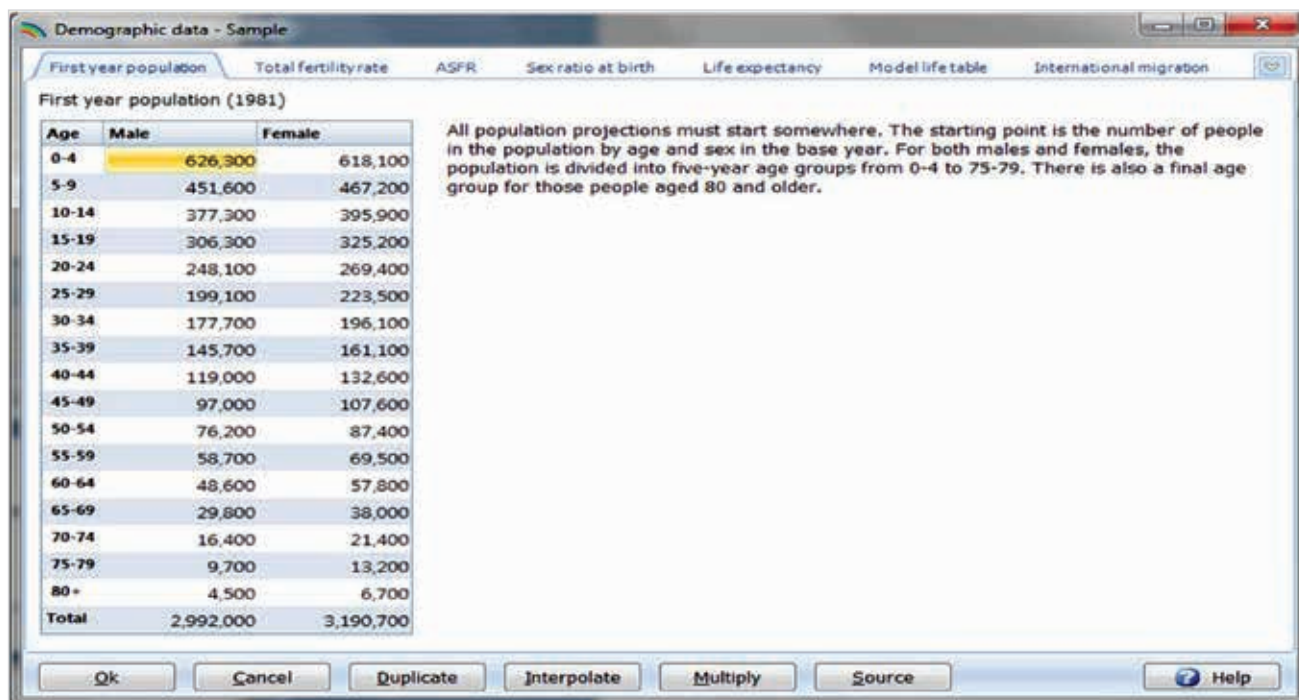 Demographic data - Sample
First year population Total fertility rate ASFR Sex ratio at birth Life expectancy Model life table International migration
First year population (1981)
Age Male Female
0-4 626,300 618,100
5-9 451,600 467,200
10-14 377,300 395,900
15-19 306,300 325,200
20-24 248,100 269,400
25-29 199,100 223,500
30-34 177,700 196,100
35-39 145,700 161,100
40-44 119,000 132,600
45-49 97,000 107,600
50-54 76,200 87,400
55-59 58,700 69,500
60-64 48,600 57,800
65-69 29,800 38,000
70-74 16,400 21,400
75-79 9,700 13,200
80+ 4,500 6,700
Total 2,992,000 3,190,700
All population projections must start somewhere. The starting point is the number of people
in the population by age and sex in the base year. For both males and females, the
population is divided into five-year age groups from 0-4 to 75-79. There is also a final age
group for those people aged 80 and older.
Ok Cancel Duplicate Interpolate Multiply Source Help